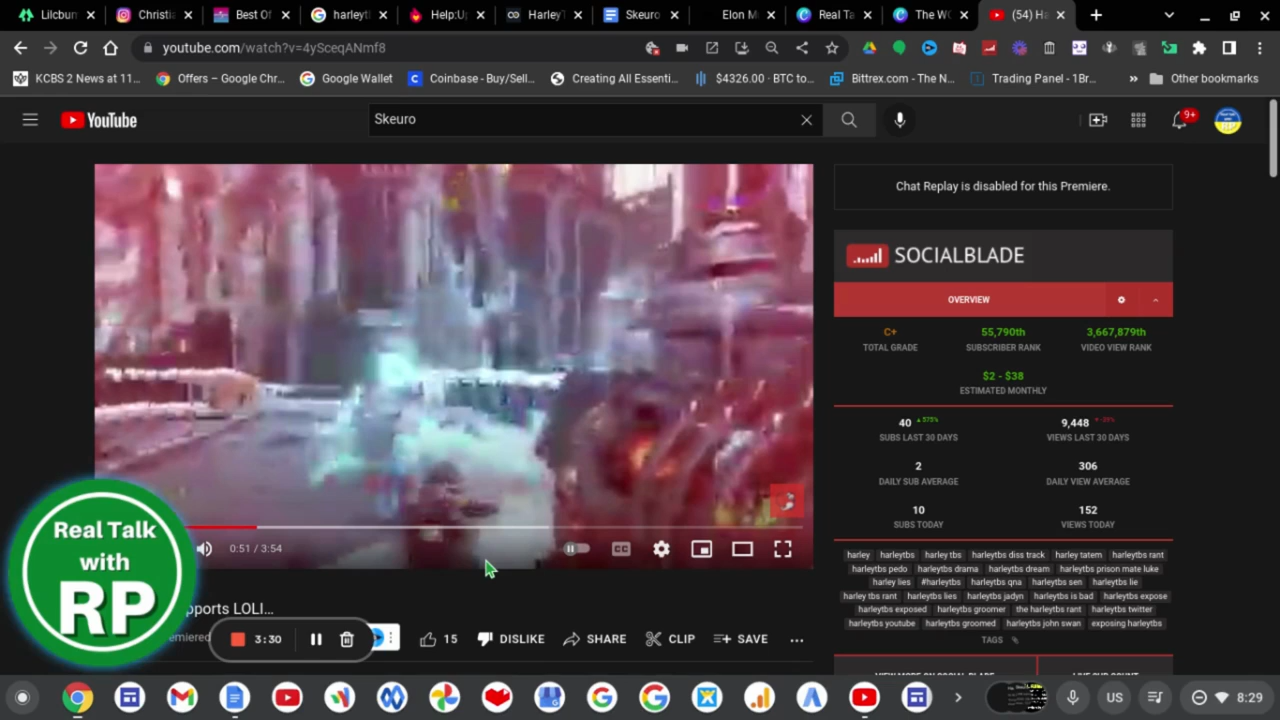 Lilcbun
Christia
Best Of
harleyti
Help:U
HarleyT
Skeuro
Elon M
Real Ta
The W
(54) Ha
youtube.com/watch?v=4ySceqANmf8
KCBS 2 News at 11...
Offers – Google Chr...
Google Wallet
Coinbase - Buy/Sell...
Creating All Essenti...
$4326.00 · BTC to...
Bittrex.com - The N...
Trading Panel - 1Br...
»
Other bookmarks
YouTube
Skeuro
9+
Chat Replay is disabled for this Premiere.
SOCIALBLADE
OVERVIEW
C+ 55,790th 3,667,879th
TOTAL GRADE SUBSCRIBER RANK VIDEO VIEW RANK
$2 - $38
ESTIMATED MONTHLY
40 9,448
SUBS LAST 30 DAYS VIEWS LAST 30 DAYS
2 306
DAILY SUB AVERAGE DAILY VIEW AVERAGE
10 152
SUBS TODAY VIEWS TODAY
harley harleytbs harley tbs harleytbs diss track harley tatem harleytbs rant
harleytbs pedo harleytbs drama harleytbs dream harleytbs prison mate luke
harley lies #harleytbs harleytbs qna harleytbs sen harleytbs lie
harley tbs rant harleytbs lies harleytbs jadyn harleytbs is bad harleytbs expose
harleytbs exposed harleytbs groomer the harleytbs rant harleytbs twitter
harleytbs youtube harleytbs groomed harleytbs john swan exposing harleytbs
TAGS
0:51 / 3:54
CC
Real Talk
with
RP
pports LOLI...
emiered
3:30
15
DISLIKE
SHARE
CLIP
SAVE
US
8:29